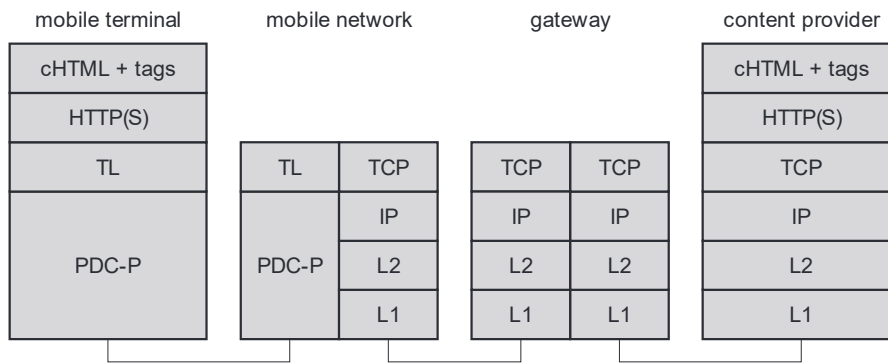 mobile terminal mobile network gateway content provider
cHTML + tags cHTML + tags
HTTP(S) HTTP(S)
TL TL TCP TCP TCP TCP
IP IP IP IP
PDC-P PDC-P L2 L2 L2 L2
L1 L1 L1 L1